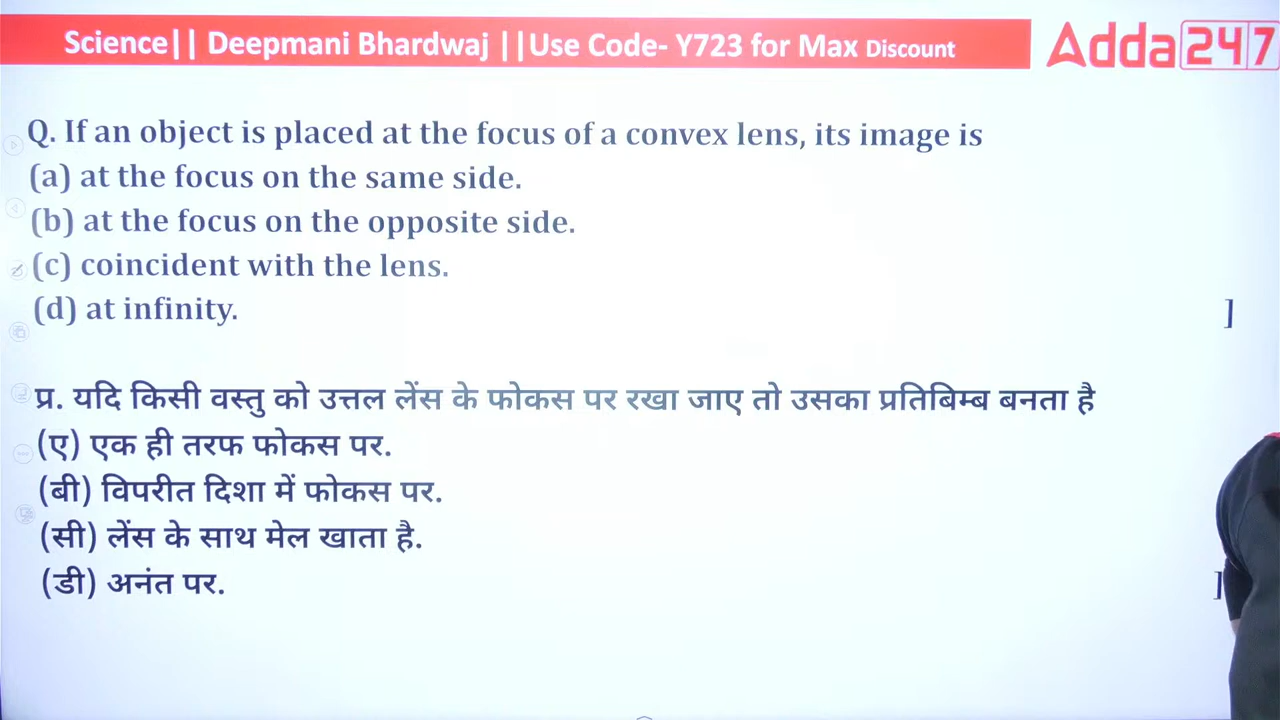 Science|| Deepmani Bhardwaj ||Use Code- Y723 for Max Discount
Adda247
Q. If an object is placed at the focus of a convex lens, its image is
(a) at the focus on the same side.
(b) at the focus on the opposite side.
(c) coincident with the lens.
(d) at infinity.
]
प्र. यदि किसी वस्तु को उत्तल लेंस के फोकस पर रखा जाए तो उसका प्रतिबिम्ब बनता है
(ए) एक ही तरफ फोकस पर.
(बी) विपरीत दिशा में फोकस पर.
(सी) लेंस के साथ मेल खाता है.
(डी) अनंत पर.
]